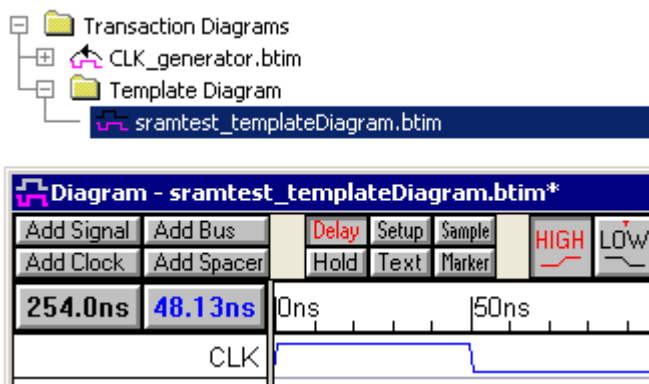 Transaction Diagrams
CLK_generator.btim
Template Diagram
sramtest_templateDiagram.btim
Diagram - sramtest_templateDiagram.btim*
Add Signal Add Bus Delay Setup Sample HIGH LOW
Add Clock Add Spacer Hold Text Marker
254.0ns 48.13ns 0ns 50ns
CLK